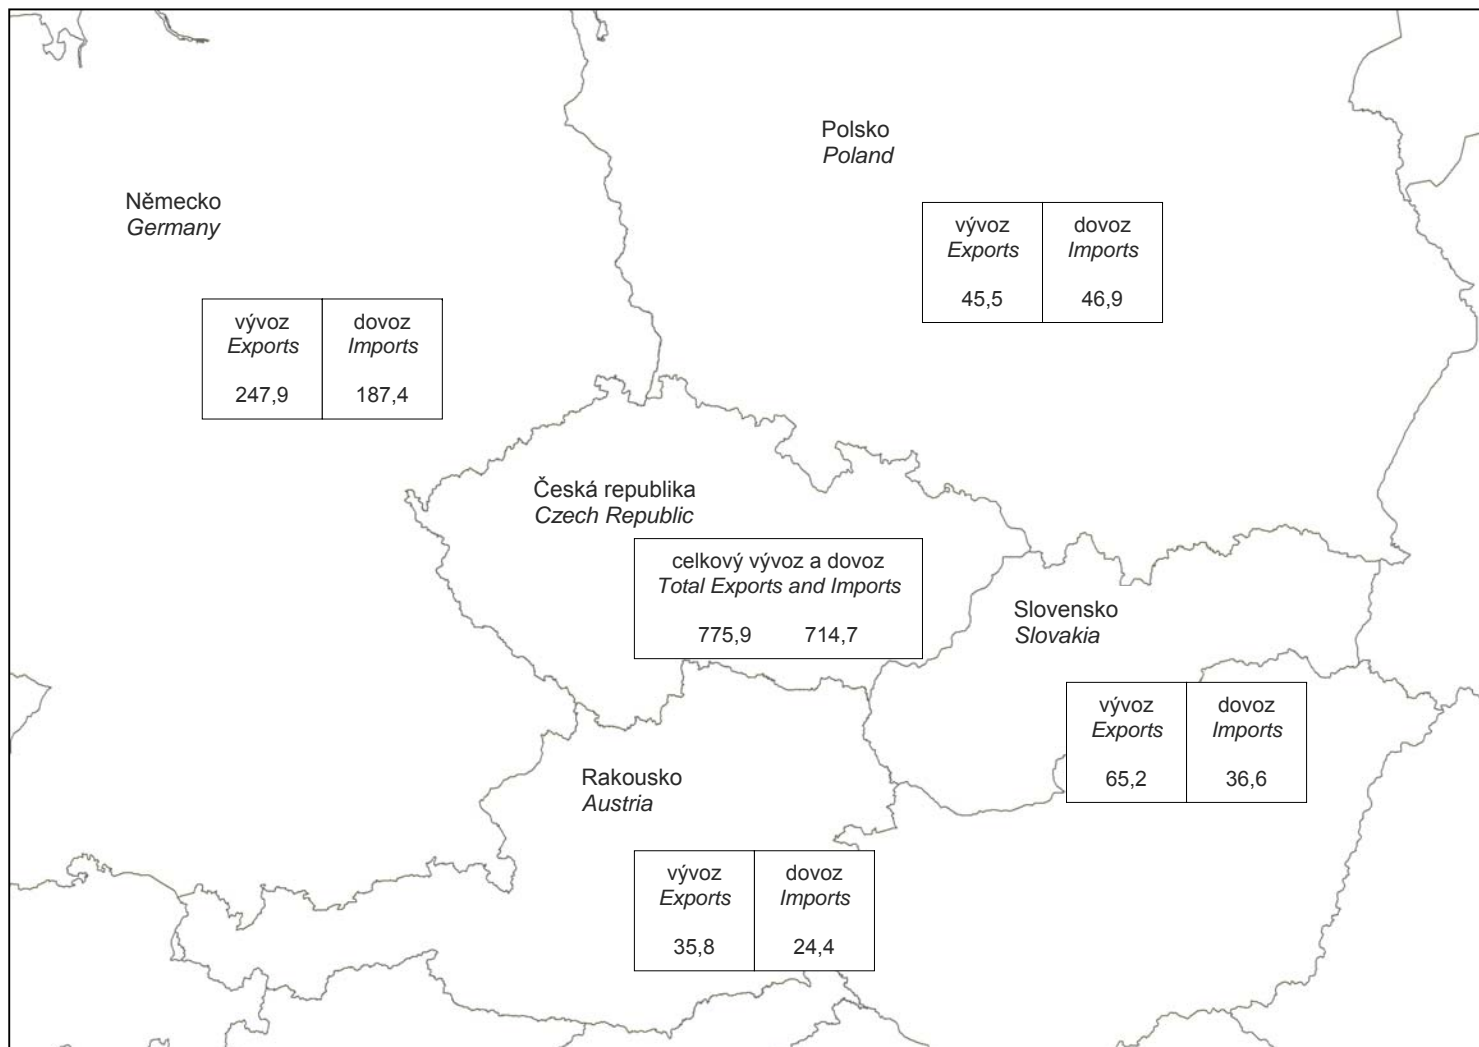 Polsko
Poland
vývoz dovoz
Exports Imports
45,5 46,9
Německo
Germany
vývoz dovoz
Exports Imports
247,9 187,4
Česká republika
Czech Republic
celkový vývoz a dovoz
Total Exports and Imports
775,9 714,7
Slovensko
Slovakia
vývoz dovoz
Exports Imports
65,2 36,6
Rakousko
Austria
vývoz dovoz
Exports Imports
35,8 24,4